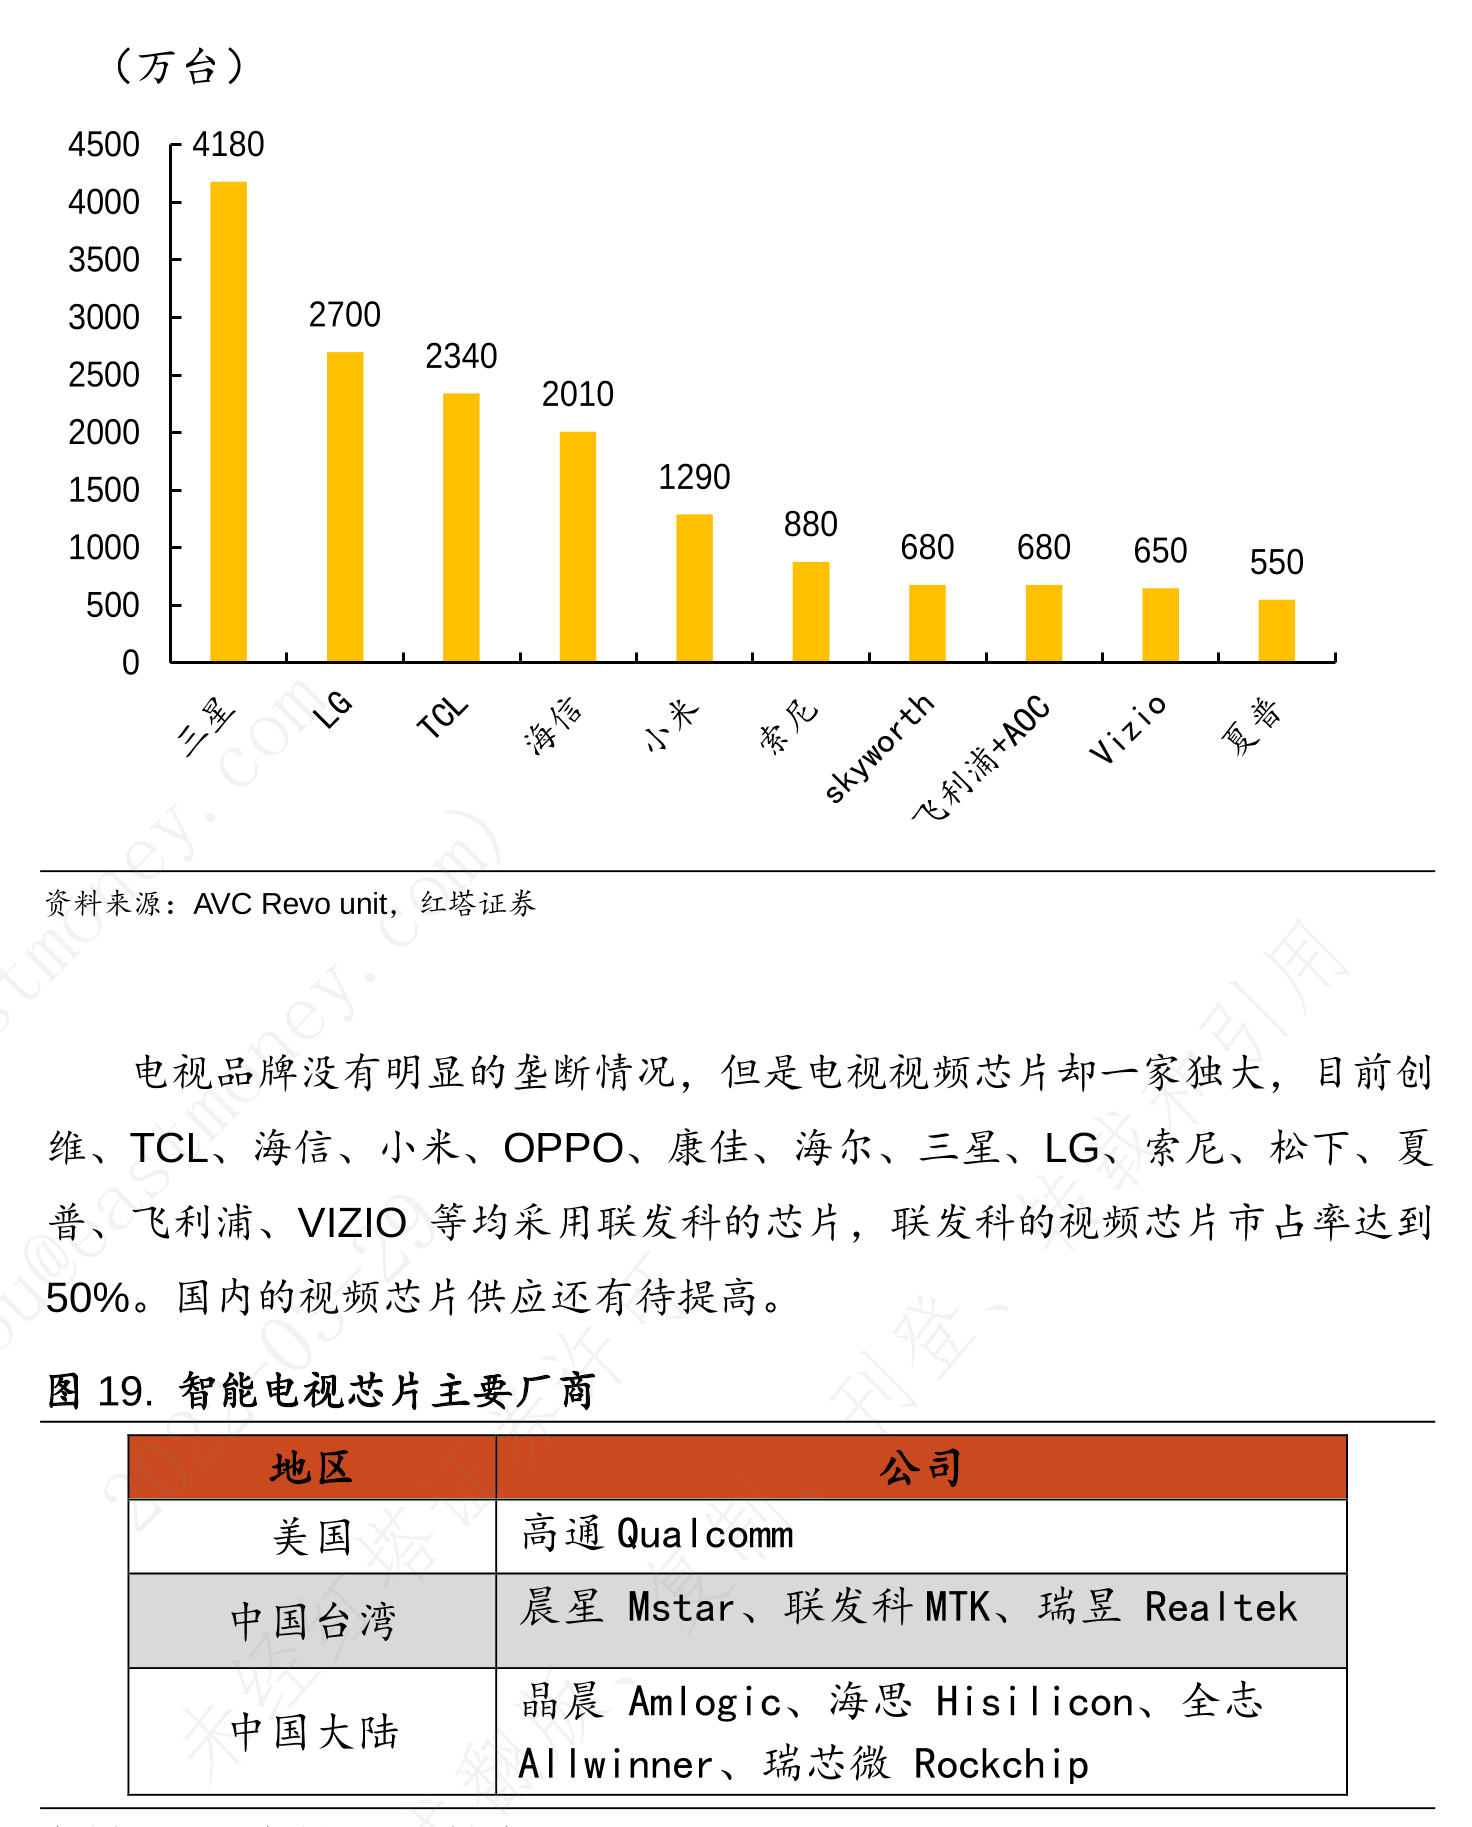 （万台）
4500
4000
3500
3000
2500
2000
1500
1000
500
0
4180
2700
2340
2010
1290
880
680
680
650
550
三星
LG
TCL
海信
小米
索尼
skyworth
飞利浦+AOC
Vizio
夏普
资料来源：AVC Revo unit，红塔证券
电视品牌没有明显的垄断情况，但是电视视频芯片却一家独大，目前创
维、TCL、海信、小米、OPPO、康佳、海尔、三星、LG、索尼、松下、夏
普、飞利浦、VIZIO 等均采用联发科的芯片，联发科的视频芯片市占率达到
50%。国内的视频芯片供应还有待提高。
图 19. 智能电视芯片主要厂商
地区 公司
美国 高通 Qualcomm
中国台湾 晨星 Mstar、联发科 MTK、瑞昱 Realtek
中国大陆 晶晨 Amlogic、海思 Hisilicon、全志
Allwinner、瑞芯微 Rockchip